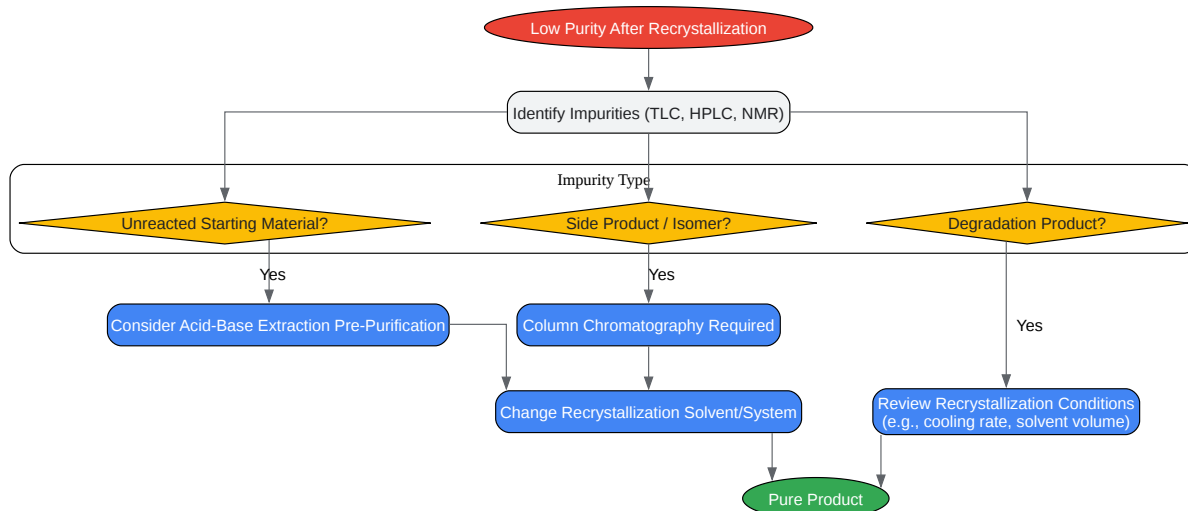 Low Purity After Recrystallization
Identify Impurities (TLC, HPLC, NMR)
Impurity Type
Unreacted Starting Material?
Side Product / Isomer?
Degradation Product?
Yes
Yes
Consider Acid-Base Extraction Pre-Purification
Column Chromatography Required
Yes
Change Recrystallization Solvent/System
Review Recrystallization Conditions
(e.g., cooling rate, solvent volume)
Pure Product